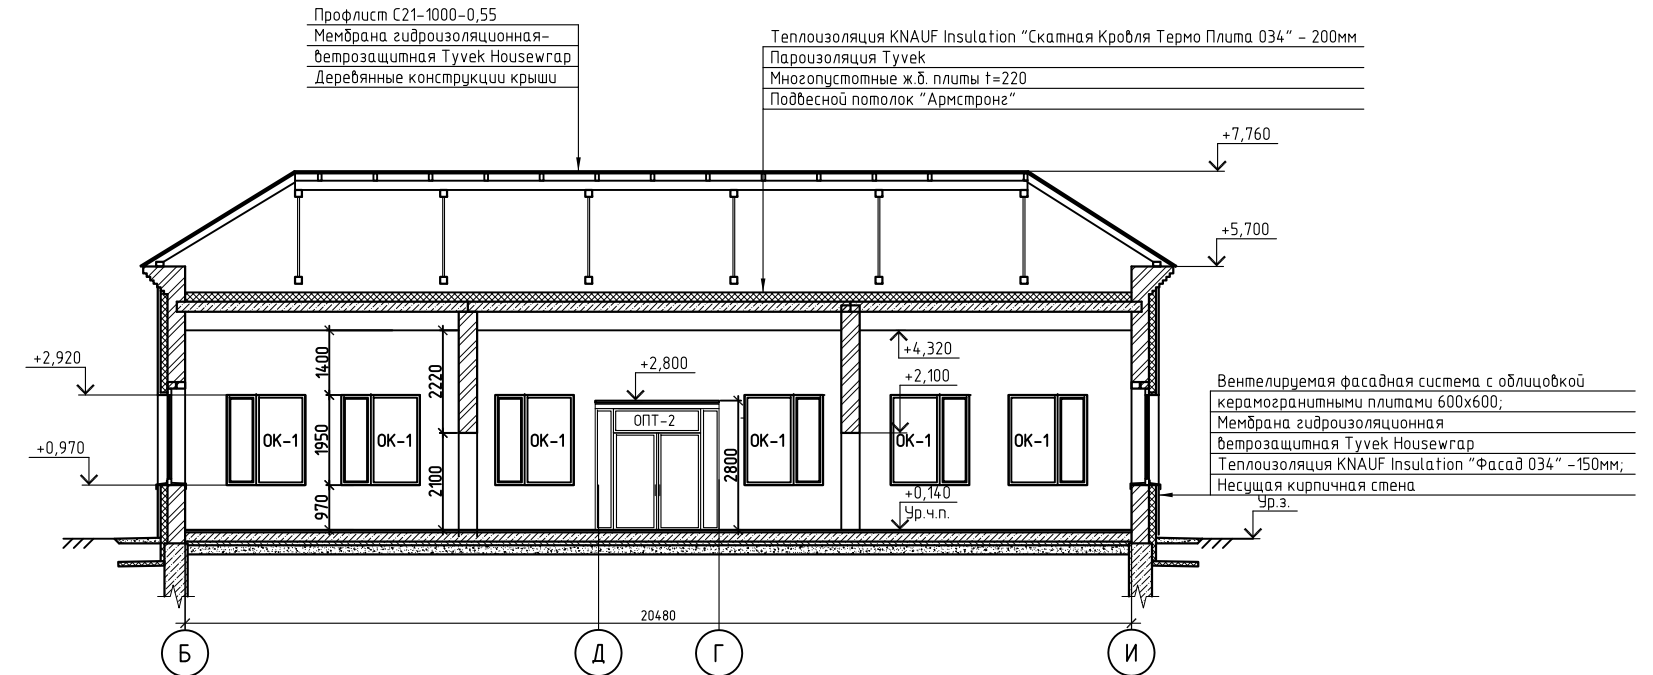 Профлист С21-1000-0,55
Мембрана гидроизоляционная-
ветрозащитная Tyvek Housewrap
Деревянные конструкции крыши
Теплоизоляция KNAUF Insulation "Скатная Кровля Термо Плита 034" - 200мм
Пароизоляция Tyvek
Многопустотные ж.б. плиты t=220
Подвесной потолок "Армстронг"
+7,760
+5,700
+2,920
+0,970
1400
1950
970
2220
2100
+2,800
2800
+4,320
+2,100
+0,140
Ур.ч.п.
ОК-1
ОК-1
ОК-1
ОПТ-2
ОК-1
ОК-1
ОК-1
Вентелируемая фасадная система с облицовкой
керамогранитными плитами 600х600;
Мембрана гидроизоляционная
ветрозащитная Tyvek Housewrap
Теплоизоляция KNAUF Insulation "Фасад 034" -150мм;
Несущая кирпичная стена
Ур.з.
20480
Б
Д
Г
И